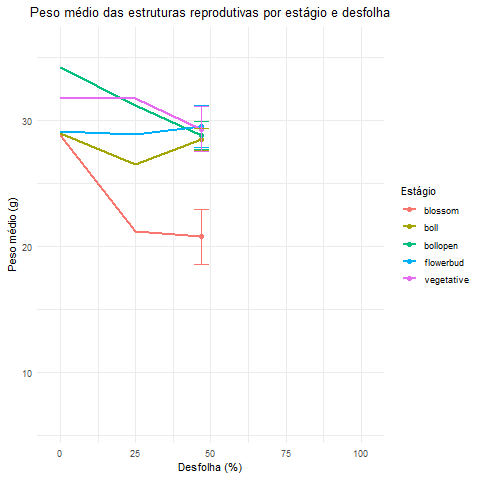 Peso médio das estruturas reprodutivas por estágio e desfolha
Peso médio (g)
30
20
10
0
25
50
75
100
Desfolha (%)
Estágio
blossom
boll
bollopen
flowerbud
vegetative